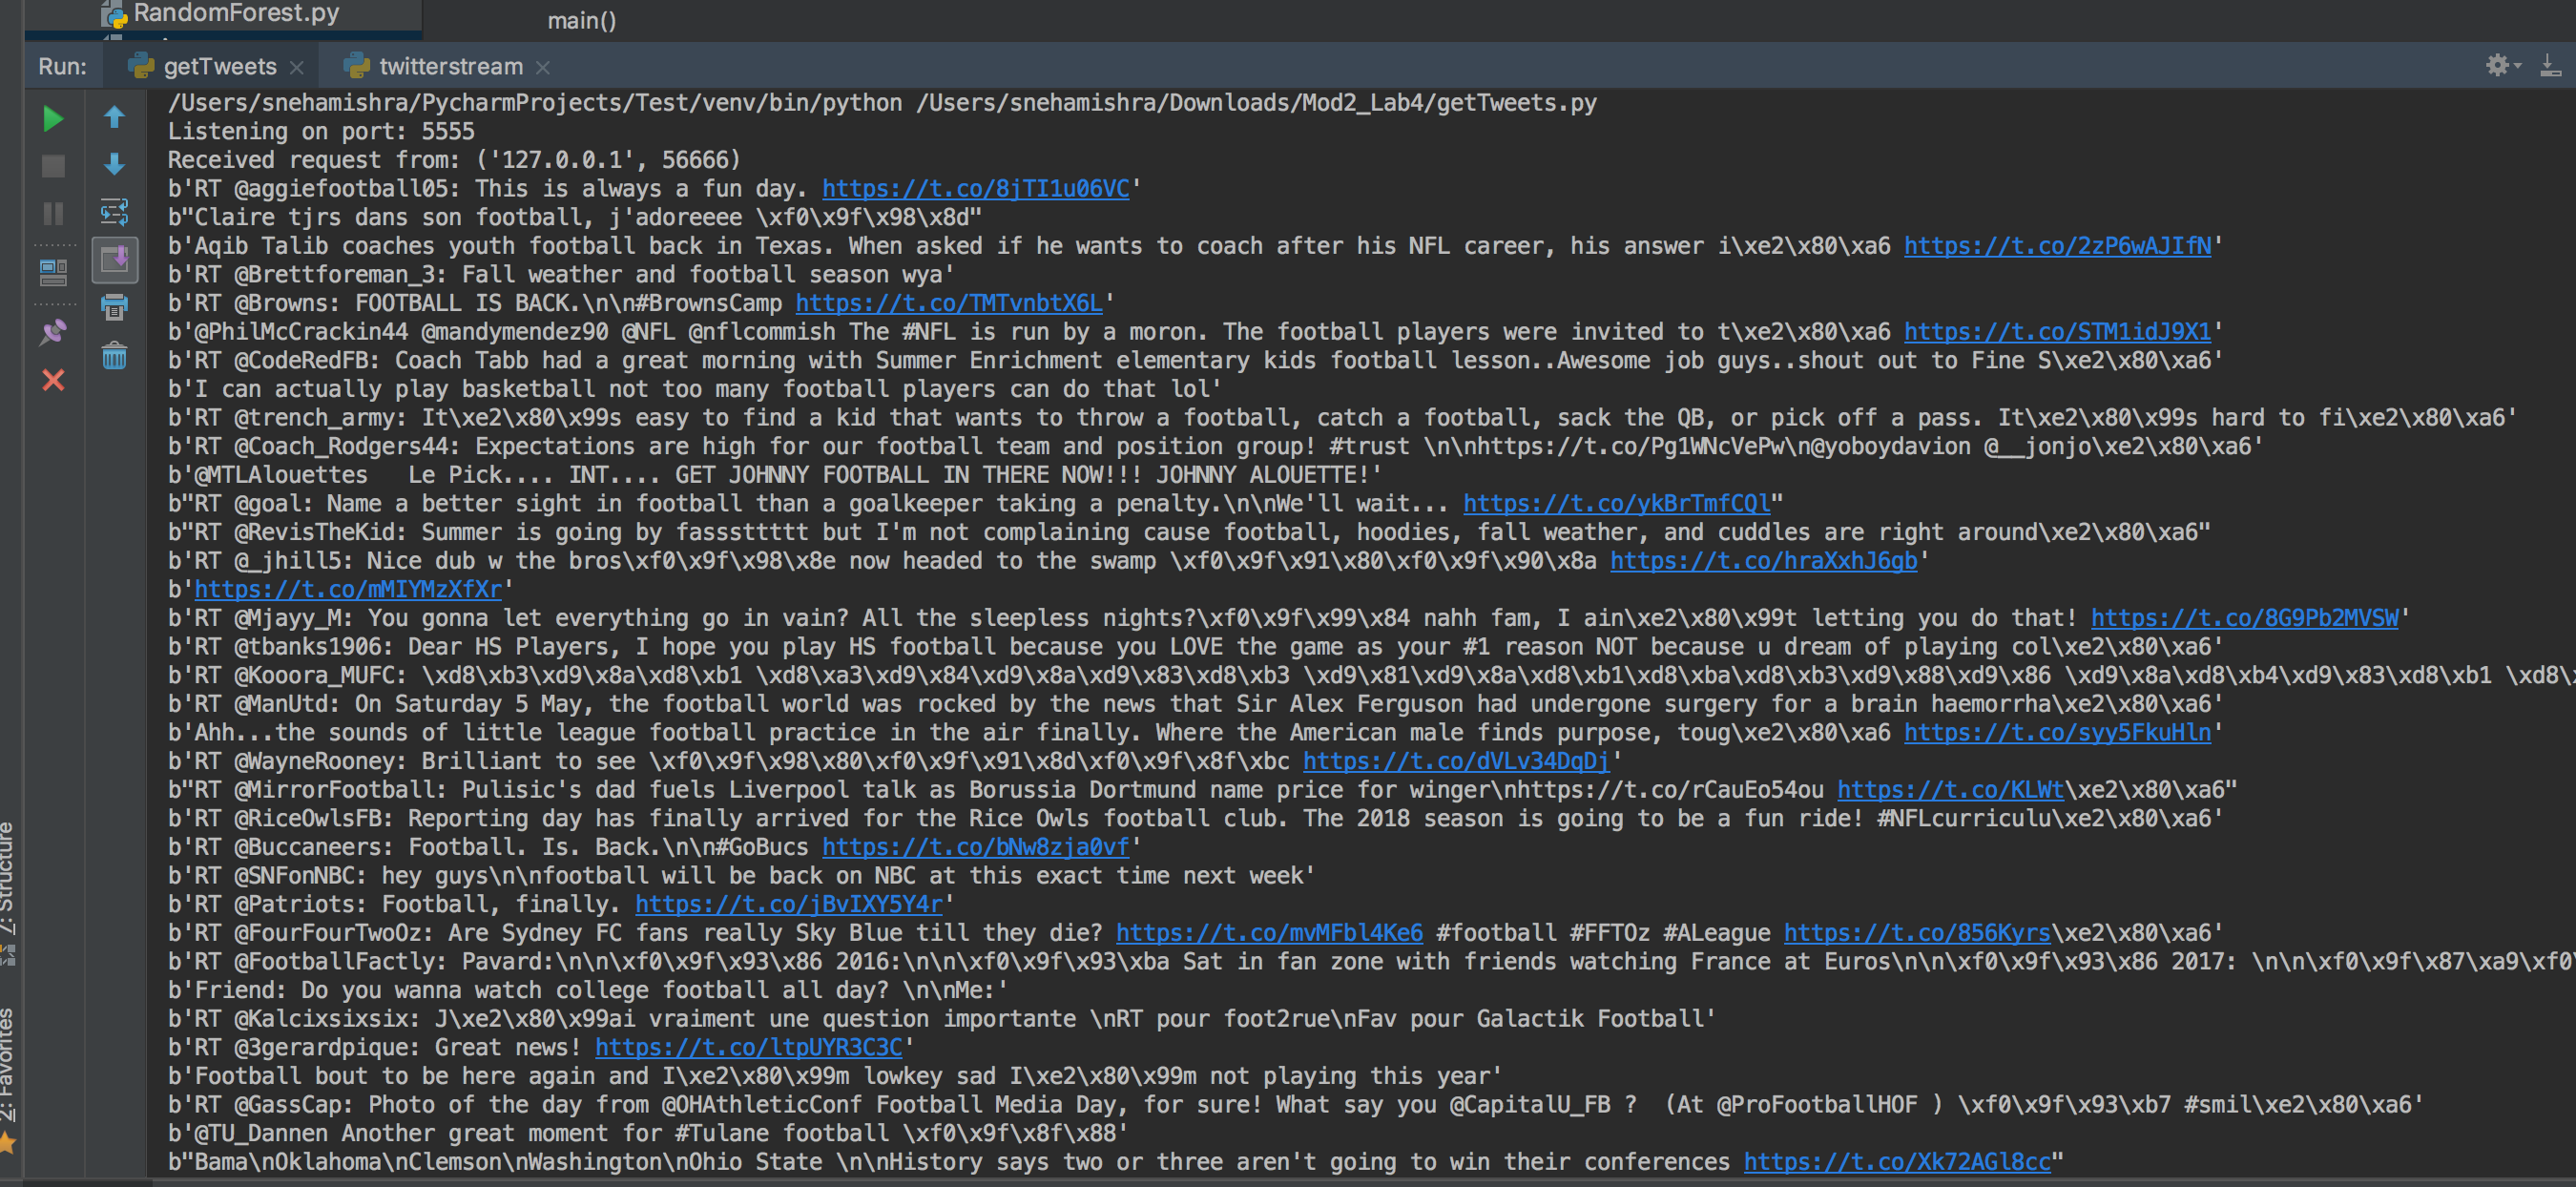 RandomForest.py
main()
Run: getTweets twitterstream
/Users/snehamishra/PycharmProjects/Test/venv/bin/python /Users/snehamishra/Downloads/Mod2_Lab4/getTweets.py
Listening on port: 5555
Received request from: ('127.0.0.1', 56666)
b'RT @aggiefootball05: This is always a fun day. https://t.co/8jTI1u06VC'
b"Claire tjrs dans son football, j'adoreeee \xf0\x9f\x98\x8d"
b'Aqib Talib coaches youth football back in Texas. When asked if he wants to coach after his NFL career, his answer i\xe2\x80\xa6 https://t.co/2zP6wAJIfN'
b'RT @Brettforeman_3: Fall weather and football season wya'
b'RT @Browns: FOOTBALL IS BACK.\n\n#BrownsCamp https://t.co/TMTvnbtX6L'
b'@PhilMcCrackin44 @mandymendez90 @NFL @nflcommish The #NFL is run by a moron. The football players were invited to t\xe2\x80\xa6 https://t.co/STM1idJ9X1'
b'RT @CodeRedFB: Coach Tabb had a great morning with Summer Enrichment elementary kids football lesson..Awesome job guys..shout out to Fine S\xe2\x80\xa6'
b'I can actually play basketball not too many football players can do that lol'
b'RT @trench_army: It\xe2\x80\x99s easy to find a kid that wants to throw a football, catch a football, sack the QB, or pick off a pass. It\xe2\x80\x99s hard to fi\xe2\x80\xa6'
b'RT @Coach_Rodgers44: Expectations are high for our football team and position group! #trust \n\nhttps://t.co/Pg1WNcVePw\n@yoboydavion @__jonjo\xe2\x80\xa6'
b'@MTLAlouettes   Le Pick.... INT.... GET JOHNNY FOOTBALL IN THERE NOW!!! JOHNNY ALOUETTE!'
b"RT @goal: Name a better sight in football than a goalkeeper taking a penalty.\n\nWe'll wait... https://t.co/ykBrTmfCQl"
b"RT @RevisTheKid: Summer is going by fasssttttt but I'm not complaining cause football, hoodies, fall weather, and cuddles are right around\xe2\x80\xa6"
b'RT @_jhill5: Nice dub w the bros\xf0\x9f\x98\x8e now headed to the swamp \xf0\x9f\x91\x80\xf0\x9f\x90\x8a https://t.co/hraXxhJ6gb'
b'https://t.co/mMIYMzXfXr'
b'RT @Mjayy_M: You gonna let everything go in vain? All the sleepless nights?\xf0\x9f\x99\x84 nahh fam, I ain\xe2\x80\x99t letting you do that! https://t.co/8G9Pb2MVSW'
b'RT @tbanks1906: Dear HS Players, I hope you play HS football because you LOVE the game as your #1 reason NOT because u dream of playing col\xe2\x80\xa6'
b'RT @Kooora_MUFC: \xd8\xb3\xd9\x8a\xd8\xb1 \xd8\xa3\xd9\x84\xd9\x8a\xd9\x83\xd8\xb3 \xd9\x81\xd9\x8a\xd8\xb1\xd8\xba\xd8\xb3\xd9\x88\xd9\x86 \xd9\x8a\xd8\xb4\xd9\x83\xd8\xb1 \xd8\
b'RT @ManUtd: On Saturday 5 May, the football world was rocked by the news that Sir Alex Ferguson had undergone surgery for a brain haemorrha\xe2\x80\xa6'
b'Ahh...the sounds of little league football practice in the air finally. Where the American male finds purpose, toug\xe2\x80\xa6 https://t.co/syy5FkuHln'
b'RT @WayneRooney: Brilliant to see \xf0\x9f\x98\x80\xf0\x9f\x91\x8d\xf0\x9f\x8f\xbc https://t.co/dVLv34DqDj'
b"RT @MirrorFootball: Pulisic's dad fuels Liverpool talk as Borussia Dortmund name price for winger\nhttps://t.co/rCauEo54ou https://t.co/KLWt\xe2\x80\xa6"
b'RT @RiceOwlsFB: Reporting day has finally arrived for the Rice Owls football club. The 2018 season is going to be a fun ride! #NFLcurriculu\xe2\x80\xa6'
b'RT @Buccaneers: Football. Is. Back.\n\n#GoBucs https://t.co/bNw8zja0vf'
b'RT @SNFonNBC: hey guys\n\nfootball will be back on NBC at this exact time next week'
b'RT @Patriots: Football, finally. https://t.co/jBvIXY5Y4r'
b'RT @FourFourTwoOz: Are Sydney FC fans really Sky Blue till they die? https://t.co/mvMFbl4Ke6 #football #FFTOz #ALeague https://t.co/856Kyrs\xe2\x80\xa6'
b'RT @FootballFactly: Pavard:\n\n\xf0\x9f\x93\x86 2016:\n\n\xf0\x9f\x93\xba Sat in fan zone with friends watching France at Euros\n\n\xf0\x9f\x93\x86 2017: \n\n\xf0\x9f\x87\xa9\xf0\
b'Friend: Do you wanna watch college football all day? \n\nMe:'
b'RT @Kalcixsixsix: J\xe2\x80\x99ai vraiment une question importante \nRT pour foot2rue\nFav pour Galactik Football'
b'RT @3gerardpique: Great news! https://t.co/ltpUYR3C3C'
b'Football bout to be here again and I\xe2\x80\x99m lowkey sad I\xe2\x80\x99m not playing this year'
b'RT @GassCap: Photo of the day from @OHAthleticConf Football Media Day, for sure! What say you @CapitalU_FB ?  (At @ProFootballHOF ) \xf0\x9f\x93\xb7 #smil\xe2\x80\xa6'
b'@TU_Dannen Another great moment for #Tulane football \xf0\x9f\x8f\x88'
b"Bama\nOklahoma\nClemson\nWashington\nOhio State \n\nHistory says two or three aren't going to win their conferences https://t.co/Xk72AGl8cc"
Z: Structure
2: Favorites